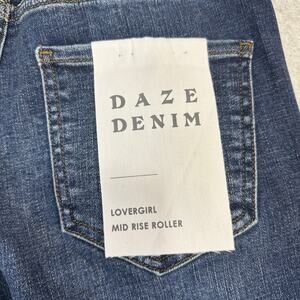 DAZE
DENIM
LOVERGIRL
MID RISE ROLLER